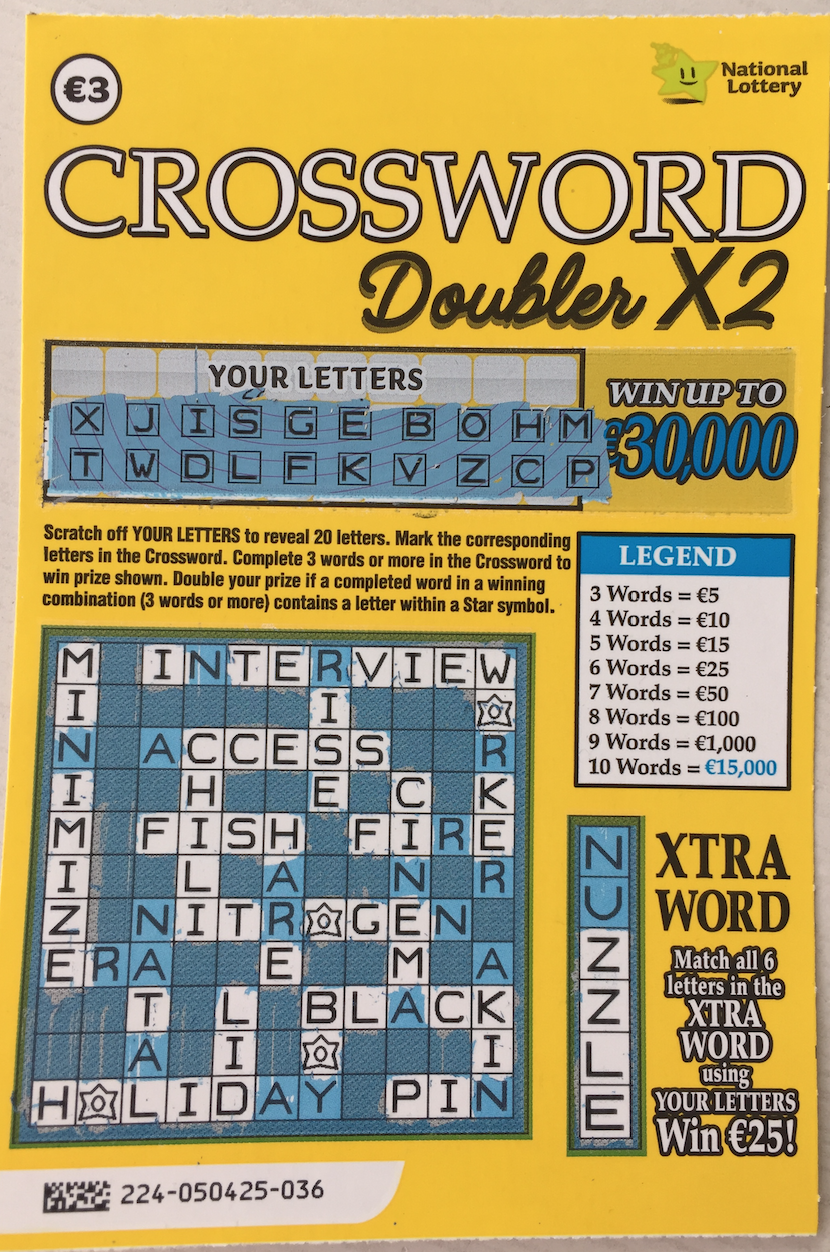 €3
National
Lottery
CROSSWORD
Doubler X2
YOUR LETTERS
X J I S G E B O H M
T W D L F K V Z C P
WIN UP TO
€30,000
Scratch off YOUR LETTERS to reveal 20 letters. Mark the corresponding
letters in the Crossword. Complete 3 words or more in the Crossword to
win prize shown. Double your prize if a completed word in a winning
combination (3 words or more) contains a letter within a Star symbol.
LEGEND
3 Words = €5
4 Words = €10
5 Words = €15
6 Words = €25
7 Words = €50
8 Words = €100
9 Words = €1,000
10 Words = €15,000
M INTERVIEW
I I O
N ACCESS R
I H E C K
M FISH FIRE
I L A N R
Z NITROGEN
ERA E M A
T L BLACK
A I O I
HOLIDAY PIN
N
U
Z
Z
L
E
XTRA
WORD
Match all 6
letters in the
XTRA
WORD
using
YOUR LETTERS
Win €25!
224-050425-036